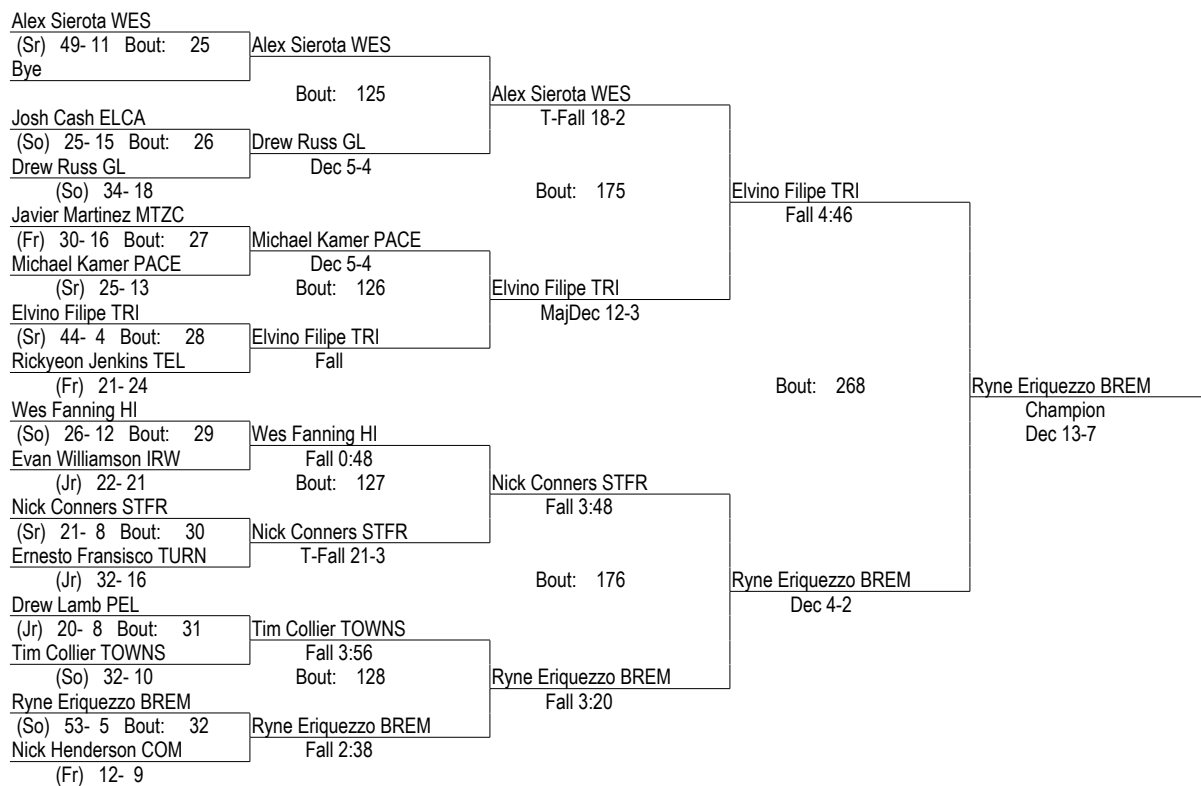 Alex Sierota WES
(Sr) 49- 11 Bout: 25 Alex Sierota WES
Bye
Bout: 125 Alex Sierota WES
Josh Cash ELCA T-Fall 18-2
(So) 25- 15 Bout: 26 Drew Russ GL
Drew Russ GL Dec 5-4
(So) 34- 18 Bout: 175 Elvino Filipe TRI
Javier Martinez MTZC Fall 4:46
(Fr) 30- 16 Bout: 27 Michael Kamer PACE
Michael Kamer PACE Dec 5-4
(Sr) 25- 13 Bout: 126 Elvino Filipe TRI
Elvino Filipe TRI MajDec 12-3
(Sr) 44- 4 Bout: 28 Elvino Filipe TRI
Rickyeon Jenkins TEL Fall
(Fr) 21- 24 Bout: 268 Ryne Eriquezzo BREM
Wes Fanning HI Champion
(So) 26- 12 Bout: 29 Wes Fanning HI Dec 13-7
Evan Williamson IRW Fall 0:48
(Jr) 22- 21 Bout: 127 Nick Conners STFR
Nick Conners STFR Fall 3:48
(Sr) 21- 8 Bout: 30 Nick Conners STFR
Ernesto Fransisco TURN T-Fall 21-3
(Jr) 32- 16 Bout: 176 Ryne Eriquezzo BREM
Drew Lamb PEL Dec 4-2
(Jr) 20- 8 Bout: 31 Tim Collier TOWNS
Tim Collier TOWNS Fall 3:56
(So) 32- 10 Bout: 128 Ryne Eriquezzo BREM
Ryne Eriquezzo BREM Fall 3:20
(So) 53- 5 Bout: 32 Ryne Eriquezzo BREM
Nick Henderson COM Fall 2:38
(Fr) 12- 9